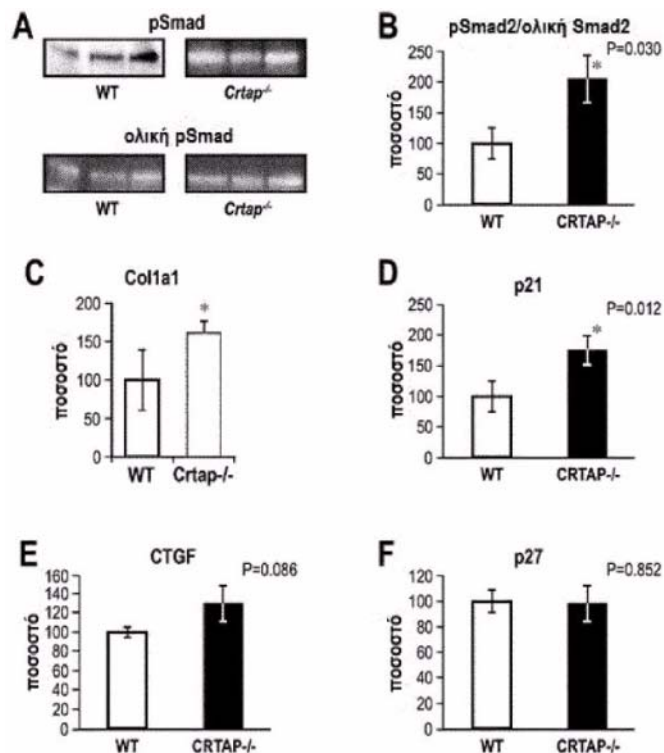 A
pSmad
WT
Crtap-/-
ολική pSmad
WT
Crtap-/-
B
pSmad2/ολική Smad2
P=0.030
ποσοστό
250
200
150
100
50
0
*
WT
CRTAP-/-
C
Col1a1
ποσοστό
200
150
100
50
0
*
WT
Crtap-/-
D
p21
P=0.012
ποσοστό
250
200
150
100
50
0
*
WT
CRTAP-/-
E
CTGF
P=0.086
ποσοστό
160
140
120
100
80
60
40
20
0
WT
CRTAP-/-
F
p27
P=0.852
ποσοστό
120
100
80
60
40
20
0
WT
CRTAP-/-